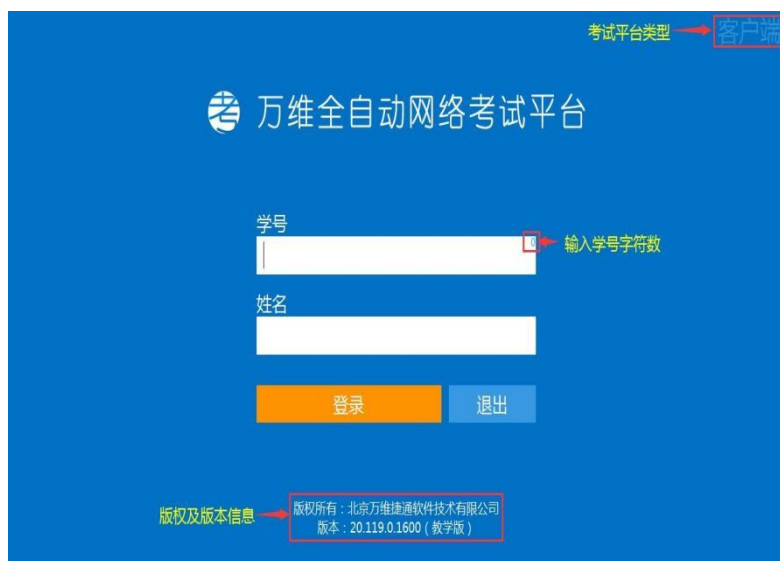 考试平台类型
客户端
考 万维全自动网络考试平台
学号
0
输入学号字符数
姓名
登录 退出
版权及版本信息
版权所有：北京万维捷通软件技术有限公司
版本：20.119.0.1600（教学版）